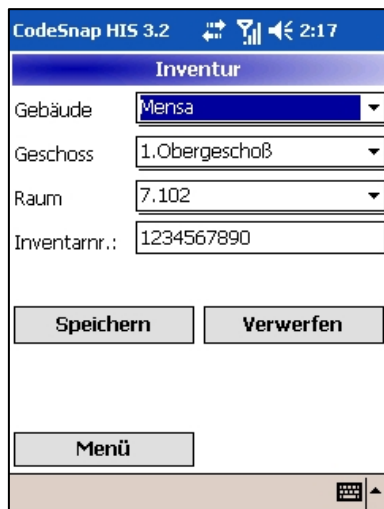 CodeSnap HIS 3.2 2:17
Inventur
Gebäude Mensa
Geschoss 1.Obergeschoß
Raum 7.102
Inventarnr.: 1234567890
Speichern Verwerfen
Menü